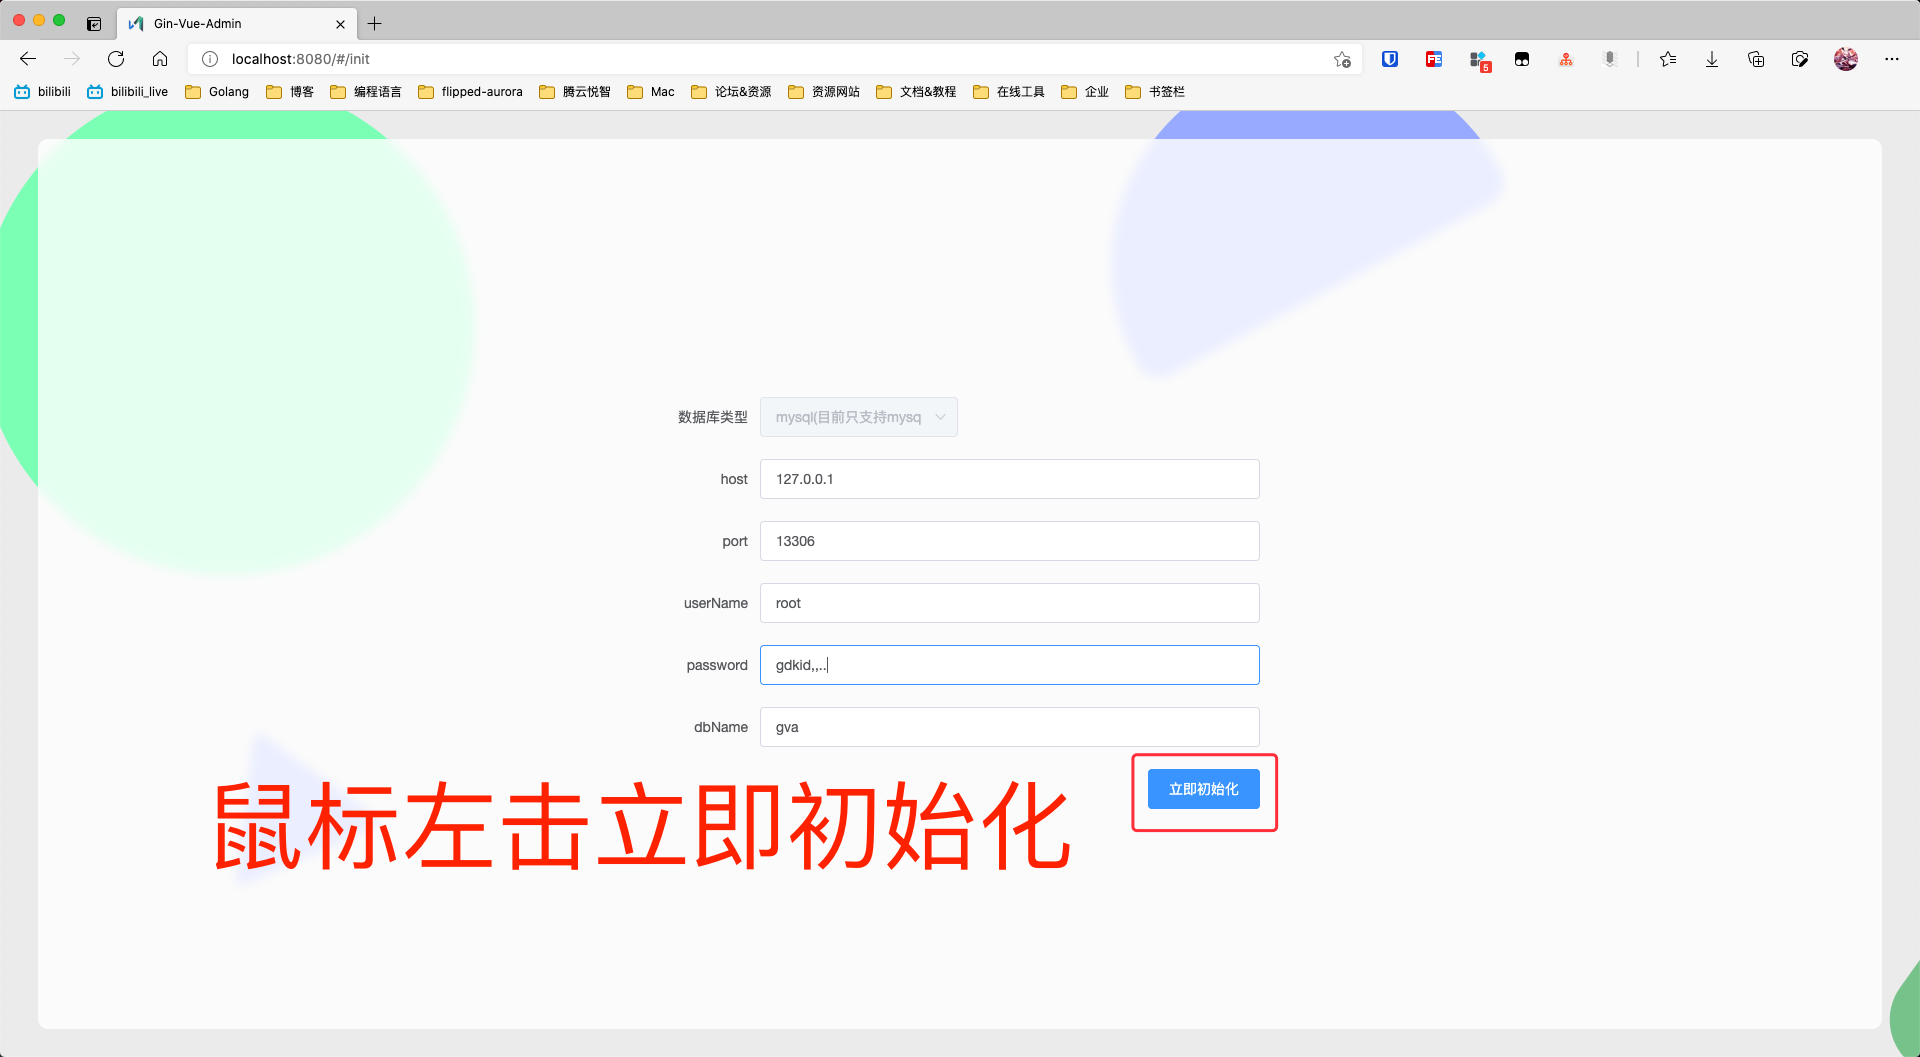 Gin-Vue-Admin
localhost:8080/#/init
5
bilibili
bilibili_live
Golang
博客
编程语言
flipped-aurora
腾云悦智
Mac
论坛&资源
资源网站
文档&教程
在线工具
企业
书签栏
数据库类型
mysql(目前只支持mysq
host
127.0.0.1
port
13306
userName
root
password
gdkid,,..
dbName
gva
立即初始化
鼠标左击立即初始化